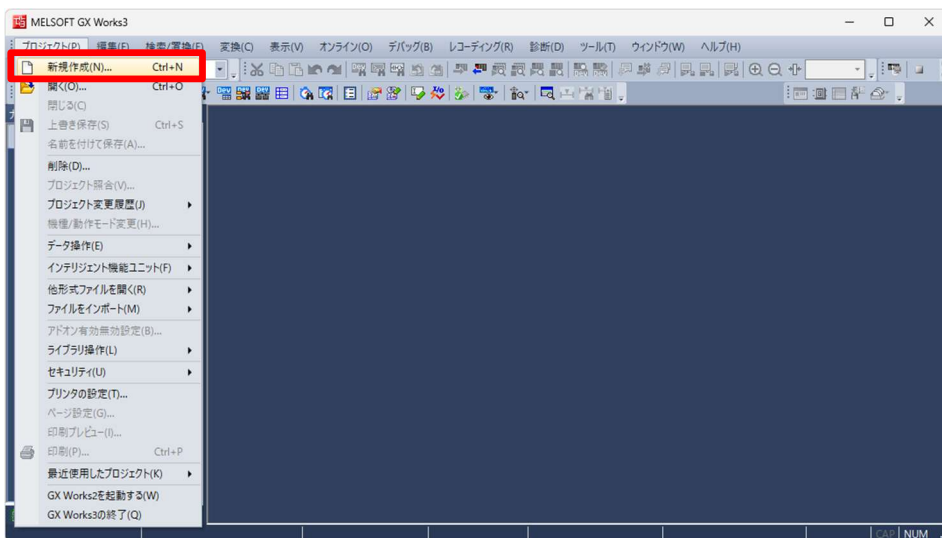 MELSOFT GX Works3
プロジェクト(P) 編集(E) 検索/置換(F) 変換(C) 表示(V) オンライン(O) デバッグ(B) レコーディング(R) 診断(D) ツール(T) ウィンドウ(W) ヘルプ(H)
新規作成(N)... Ctrl+N
開く(O)... Ctrl+O
閉じる(C)
上書き保存(S) Ctrl+S
名前を付けて保存(A)...
削除(D)...
プロジェクト照合(V)...
プロジェクト変更履歴(J)
機種/動作モード変更(H)...
データ操作(E)
インテリジェント機能ユニット(F)
他形式ファイルを開く(R)
ファイルをインポート(M)
アドオン有効無効設定(B)...
ライブラリ操作(L)
セキュリティ(U)
プリンタの設定(T)...
ページ設定(G)...
印刷プレビュー(I)...
印刷(P)... Ctrl+P
最近使用したプロジェクト(K)
GX Works2を起動する(W)
GX Works3の終了(Q)
CAP NUM